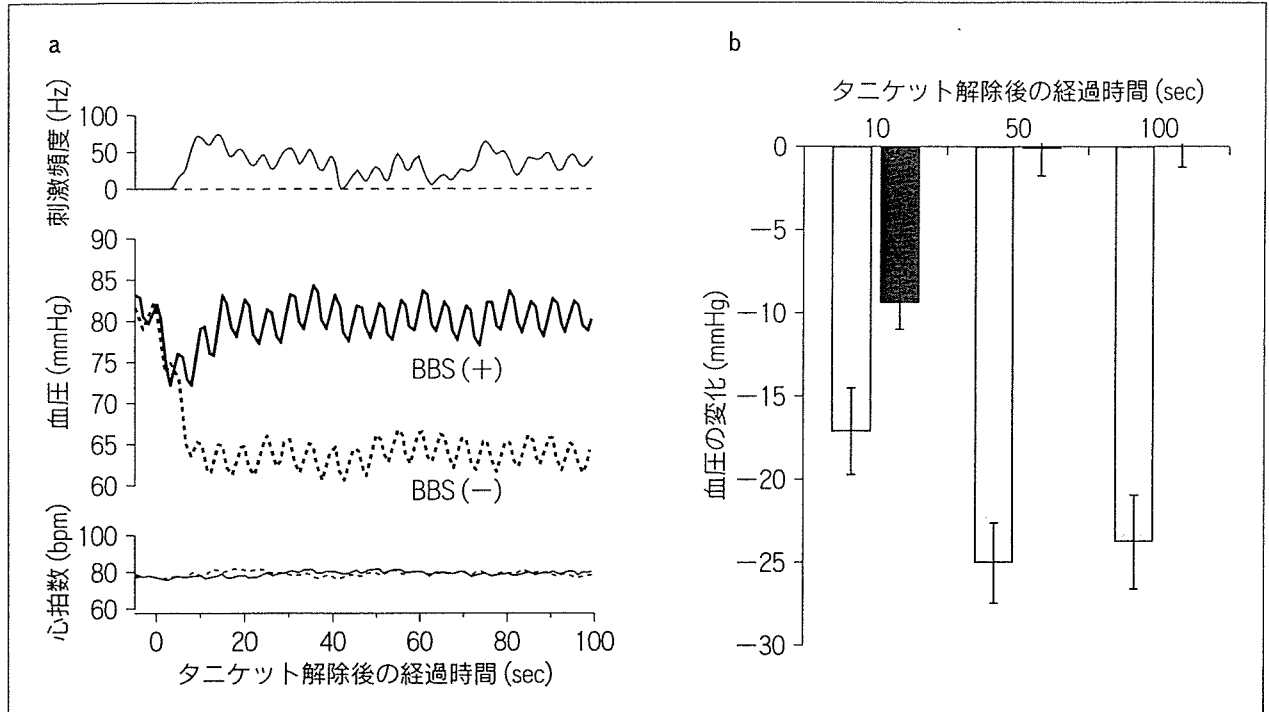 a
刺激頻度 (Hz)
100
50
0
血圧 (mmHg)
90
85
80
75
70
65
60
BBS (+)
BBS (−)
心拍数 (bpm)
100
80
60
0 20 40 60 80 100
タニケット解除後の経過時間 (sec)
b
タニケット解除後の経過時間 (sec)
10 50 100
血圧の変化 (mmHg)
0
−5
−10
−15
−20
−25
−30